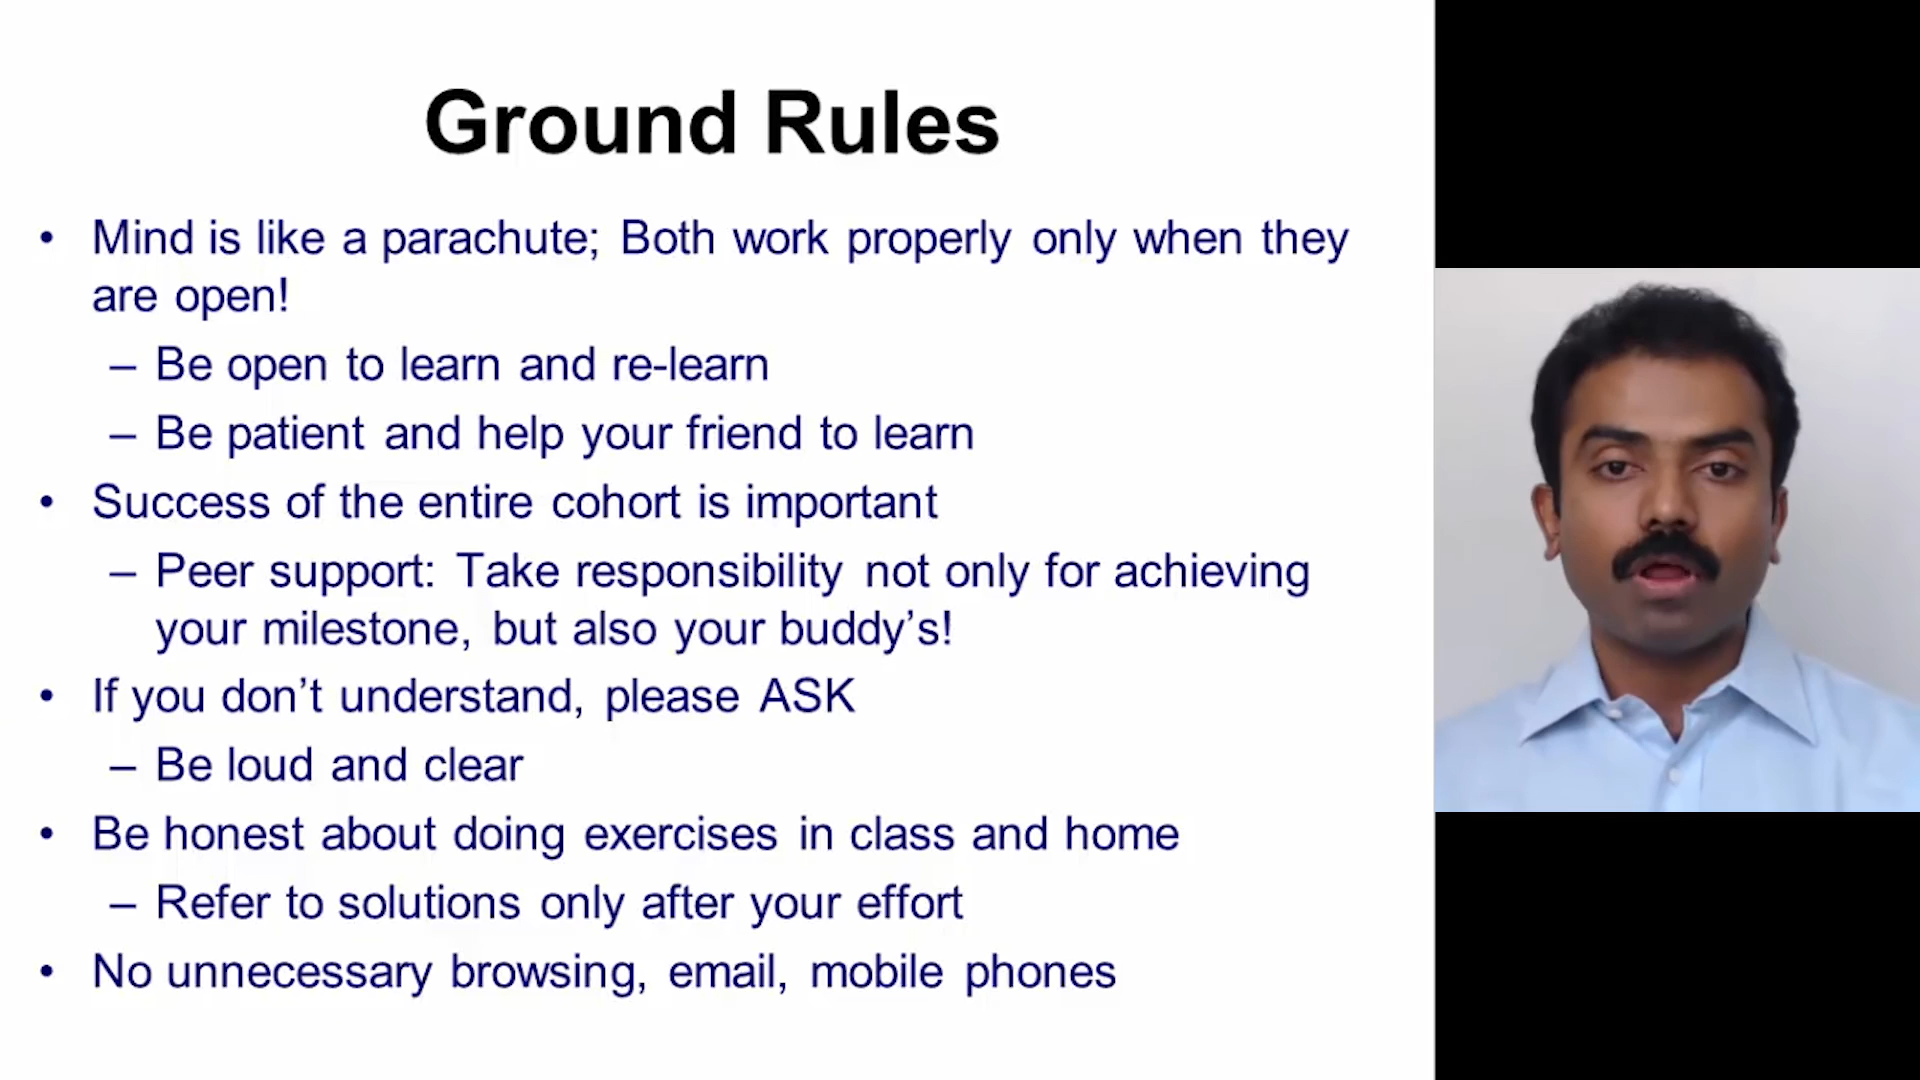 Ground Rules
• Mind is like a parachute; Both work properly only when they
are open!
– Be open to learn and re-learn
– Be patient and help your friend to learn
• Success of the entire cohort is important
– Peer support: Take responsibility not only for achieving
your milestone, but also your buddy’s!
• If you don’t understand, please ASK
– Be loud and clear
• Be honest about doing exercises in class and home
– Refer to solutions only after your effort
• No unnecessary browsing, email, mobile phones